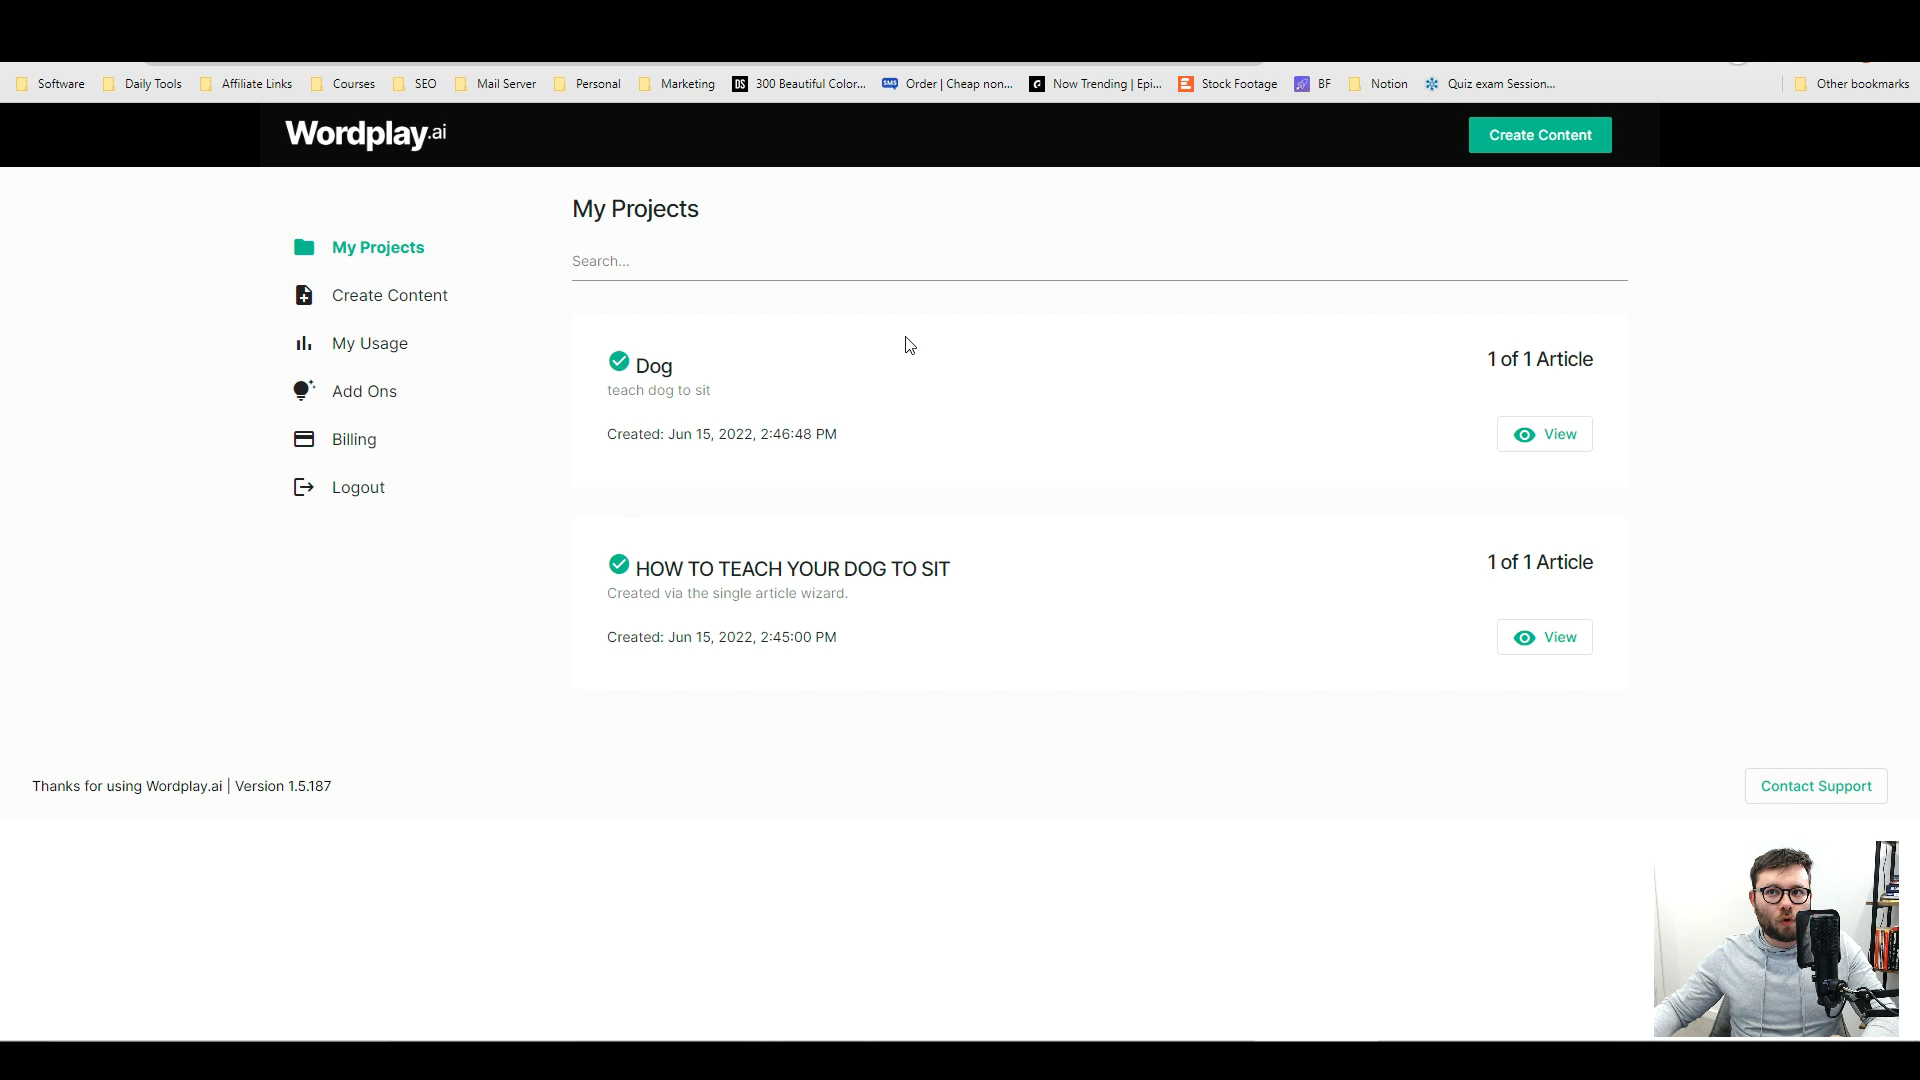 Software Daily Tools Affiliate Links Courses SEO Mail Server Personal Marketing DS 300 Beautiful Color... SMS Order | Cheap non... Now Trending | Epi... Stock Footage BF Notion Quiz exam Session... Other bookmarks
Wordplay.ai
Create Content
My Projects
Search...
My Projects
Create Content
My Usage
Add Ons
Billing
Logout
Dog
1 of 1 Article
teach dog to sit
Created: Jun 15, 2022, 2:46:48 PM
View
HOW TO TEACH YOUR DOG TO SIT
1 of 1 Article
Created via the single article wizard.
Created: Jun 15, 2022, 2:45:00 PM
View
Thanks for using Wordplay.ai | Version 1.5.187
Contact Support